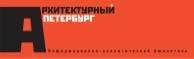 АРХИТЕКТУРНЫЙ
ПЕТЕРБУРГ
Информационно-аналитический бюллетень